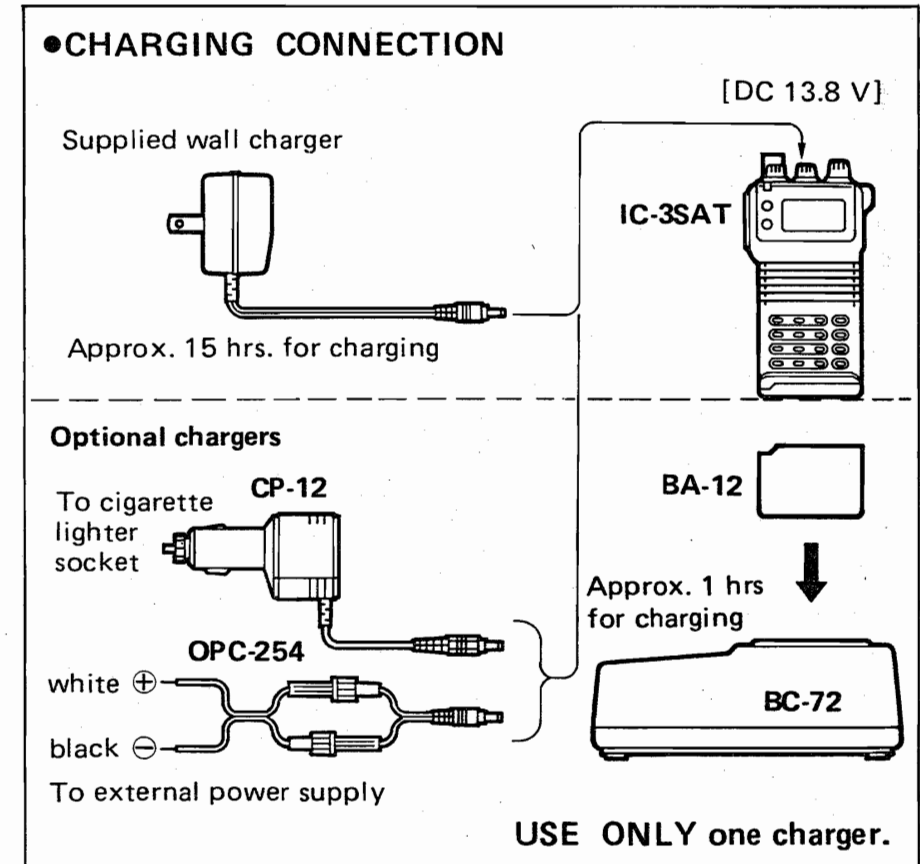 ●CHARGING CONNECTION
[DC 13.8 V]
Supplied wall charger
IC-3SAT
Approx. 15 hrs. for charging
Optional chargers
CP-12
To cigarette
lighter
socket
BA-12
Approx. 1 hrs
for charging
OPC-254
white ⊕
black ⊖
To external power supply
BC-72
USE ONLY one charger.